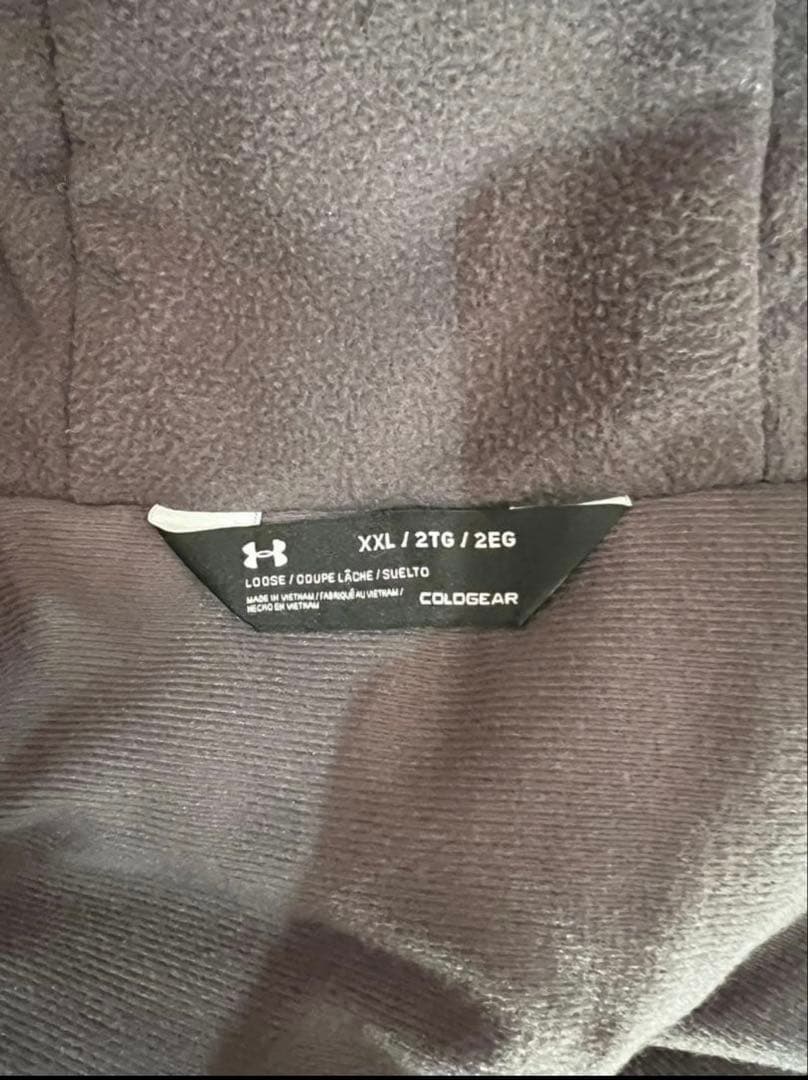 XXL / 2TG / 2EG
LOOSE / COUPE LÂCHE / SUELTO
MADE IN VIETNAM / FABRIQUÉ AU VIETNAM /
HECHO EN VIETNAM
COLDGEAR